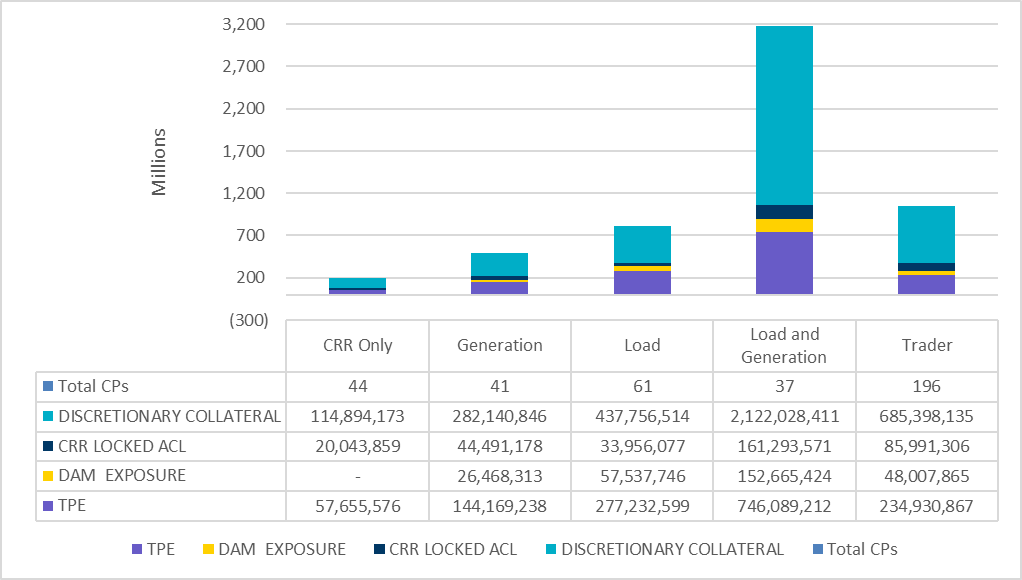 3,200
2,700
2,200
1,700
1,200
700
200
(300)
Millions
CRR Only Generation Load Load and Generation Trader
Total CPs 44 41 61 37 196
DISCRETIONARY COLLATERAL 114,894,173 282,140,846 437,756,514 2,122,028,411 685,398,135
CRR LOCKED ACL 20,043,859 44,491,178 33,956,077 161,293,571 85,991,306
DAM EXPOSURE - 26,468,313 57,537,746 152,665,424 48,007,865
TPE 57,655,576 144,169,238 277,232,599 746,089,212 234,930,867
TPE DAM EXPOSURE CRR LOCKED ACL DISCRETIONARY COLLATERAL Total CPs